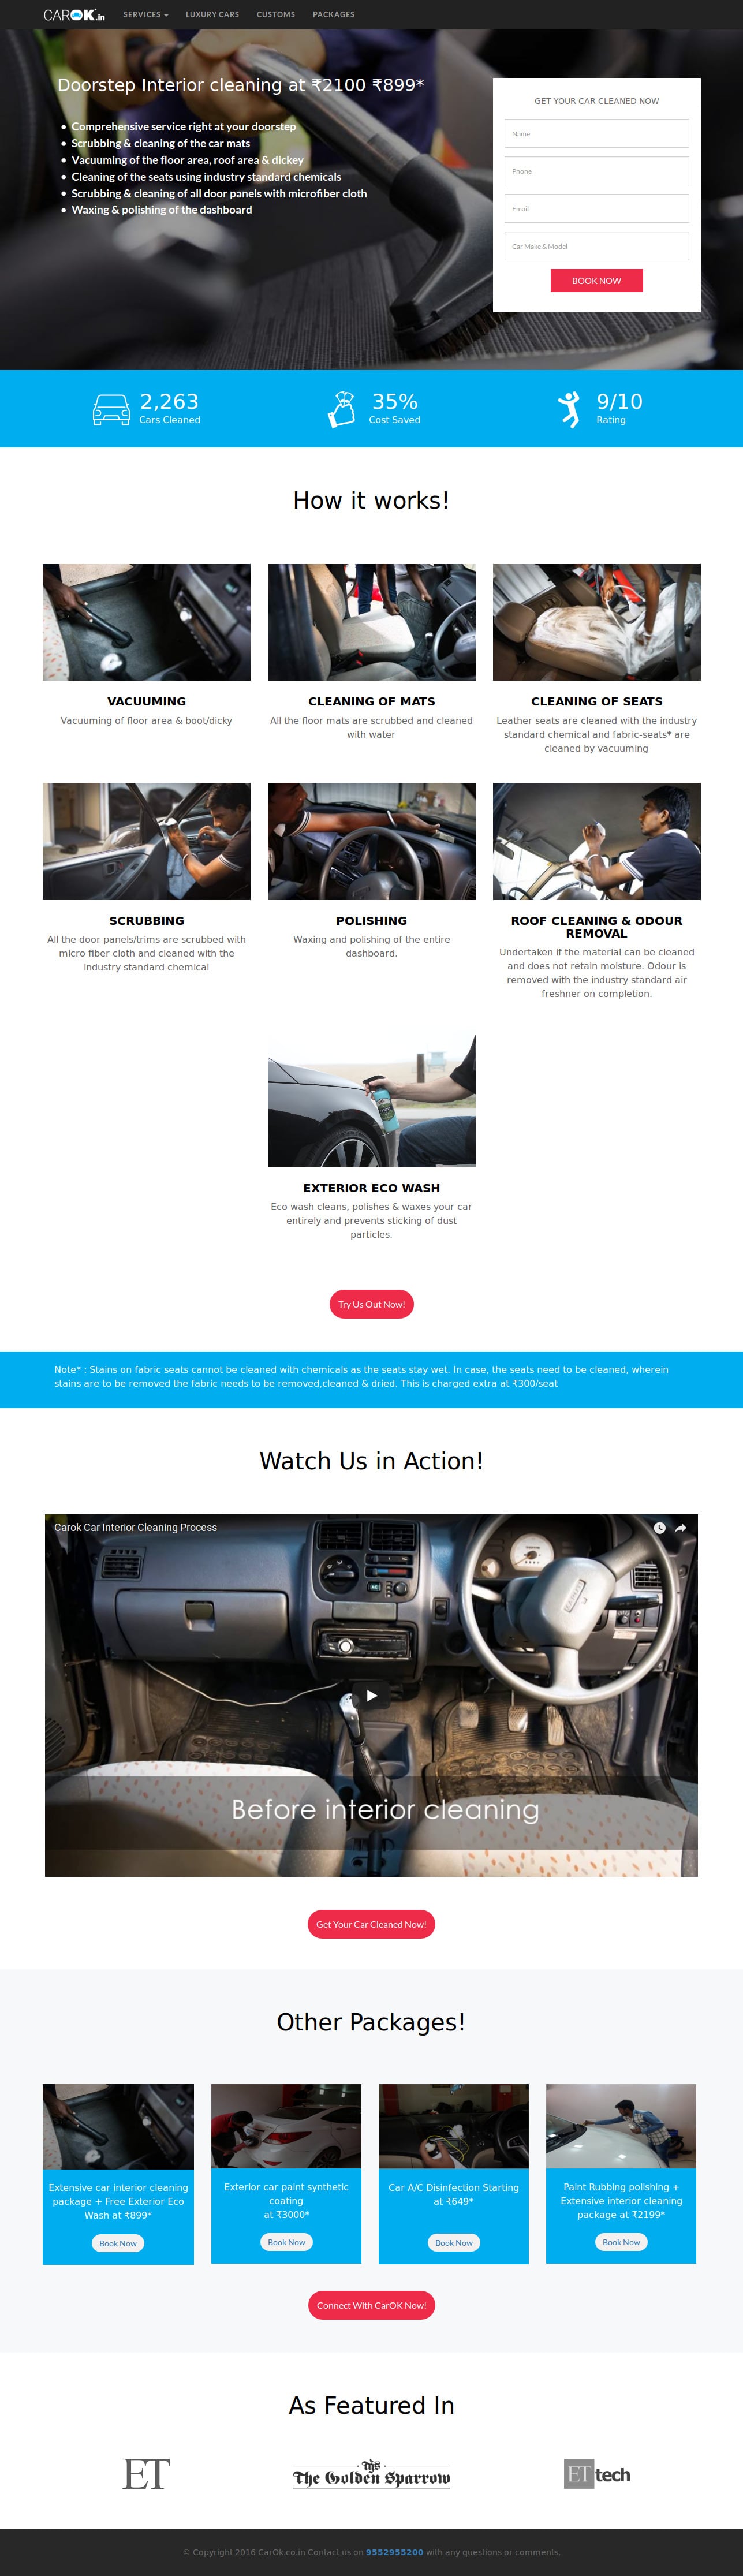 CAROK.in
SERVICES
LUXURY CARS
CUSTOMS
PACKAGES
Doorstep Interior cleaning at ₹2100 ₹899*
Comprehensive service right at your doorstep
Scrubbing & cleaning of the car mats
Vacuuming of the floor area, roof area & dickey
Cleaning of the seats using industry standard chemicals
Scrubbing & cleaning of all door panels with microfiber cloth
Waxing & polishing of the dashboard
GET YOUR CAR CLEANED NOW
Name
Phone
Email
Car Make & Model
BOOK NOW
2,263
Cars Cleaned
35%
Cost Saved
9/10
Rating
How it works!
VACUUMING
Vacuuming of floor area & boot/dicky
CLEANING OF MATS
All the floor mats are scrubbed and cleaned
with water
CLEANING OF SEATS
Leather seats are cleaned with the industry
standard chemical and fabric-seats* are
cleaned by vacuuming
SCRUBBING
All the door panels/trims are scrubbed with
micro fiber cloth and cleaned with the
industry standard chemical
POLISHING
Waxing and polishing of the entire
dashboard.
ROOF CLEANING & ODOUR
REMOVAL
Undertaken if the material can be cleaned
and does not retain moisture. Odour is
removed with the industry standard air
freshner on completion.
EXTERIOR ECO WASH
Eco wash cleans, polishes & waxes your car
entirely and prevents sticking of dust
particles.
Try Us Out Now!
Note* : Stains on fabric seats cannot be cleaned with chemicals as the seats stay wet. In case, the seats need to be cleaned, wherein
stains are to be removed the fabric needs to be removed,cleaned & dried. This is charged extra at ₹300/seat
Watch Us in Action!
Carok Car Interior Cleaning Process
Before interior cleaning
Get Your Car Cleaned Now!
Other Packages!
Extensive car interior cleaning
package + Free Exterior Eco
Wash at ₹899*
Book Now
Exterior car paint synthetic
coating
at ₹3000*
Book Now
Car A/C Disinfection Starting
at ₹649*
Book Now
Paint Rubbing polishing +
Extensive interior cleaning
package at ₹2199*
Book Now
Connect With CarOK Now!
As Featured In
ET
Tgs
The Golden Sparrow
ET tech
© Copyright 2016 CarOk.co.in Contact us on 9552955200 with any questions or comments.